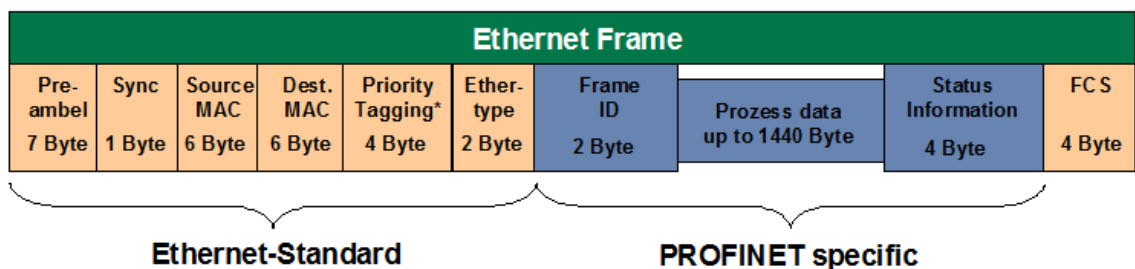 Ethernet Frame
Pre-
ambel
7 Byte
Sync
1 Byte
Source
MAC
6 Byte
Dest.
MAC
6 Byte
Priority
Tagging*
4 Byte
Ether-
type
2 Byte
Frame
ID
2 Byte
Prozess data
up to 1440 Byte
Status
Information
4 Byte
FCS
4 Byte
Ethernet-Standard
PROFINET specific